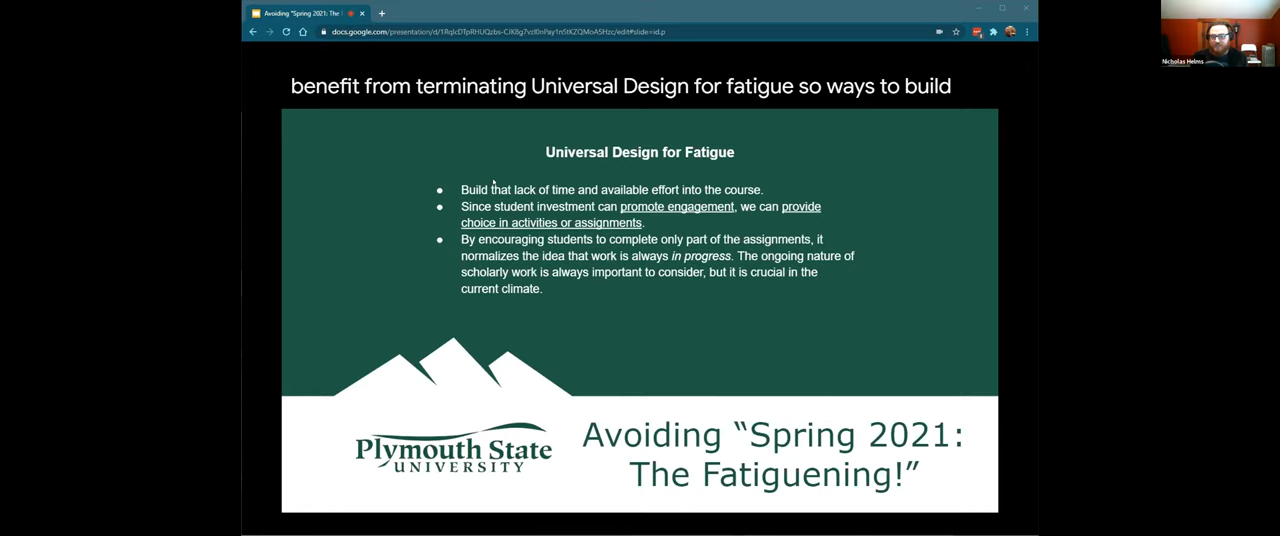 Avoiding "Spring 2021: The
docs.google.com/presentation/d/
Nicholas Helms
benefit from terminating Universal Design for fatigue so ways to build
Universal Design for Fatigue
● Build that lack of time and available effort into the course.
● Since student investment can promote engagement, we can provide
choice in activities or assignments.
● By encouraging students to complete only part of the assignments, it
normalizes the idea that work is always in progress. The ongoing nature of
scholarly work is always important to consider, but it is crucial in the
current climate.
Plymouth State
UNIVERSITY
Avoiding “Spring 2021:
The Fatiguening!”